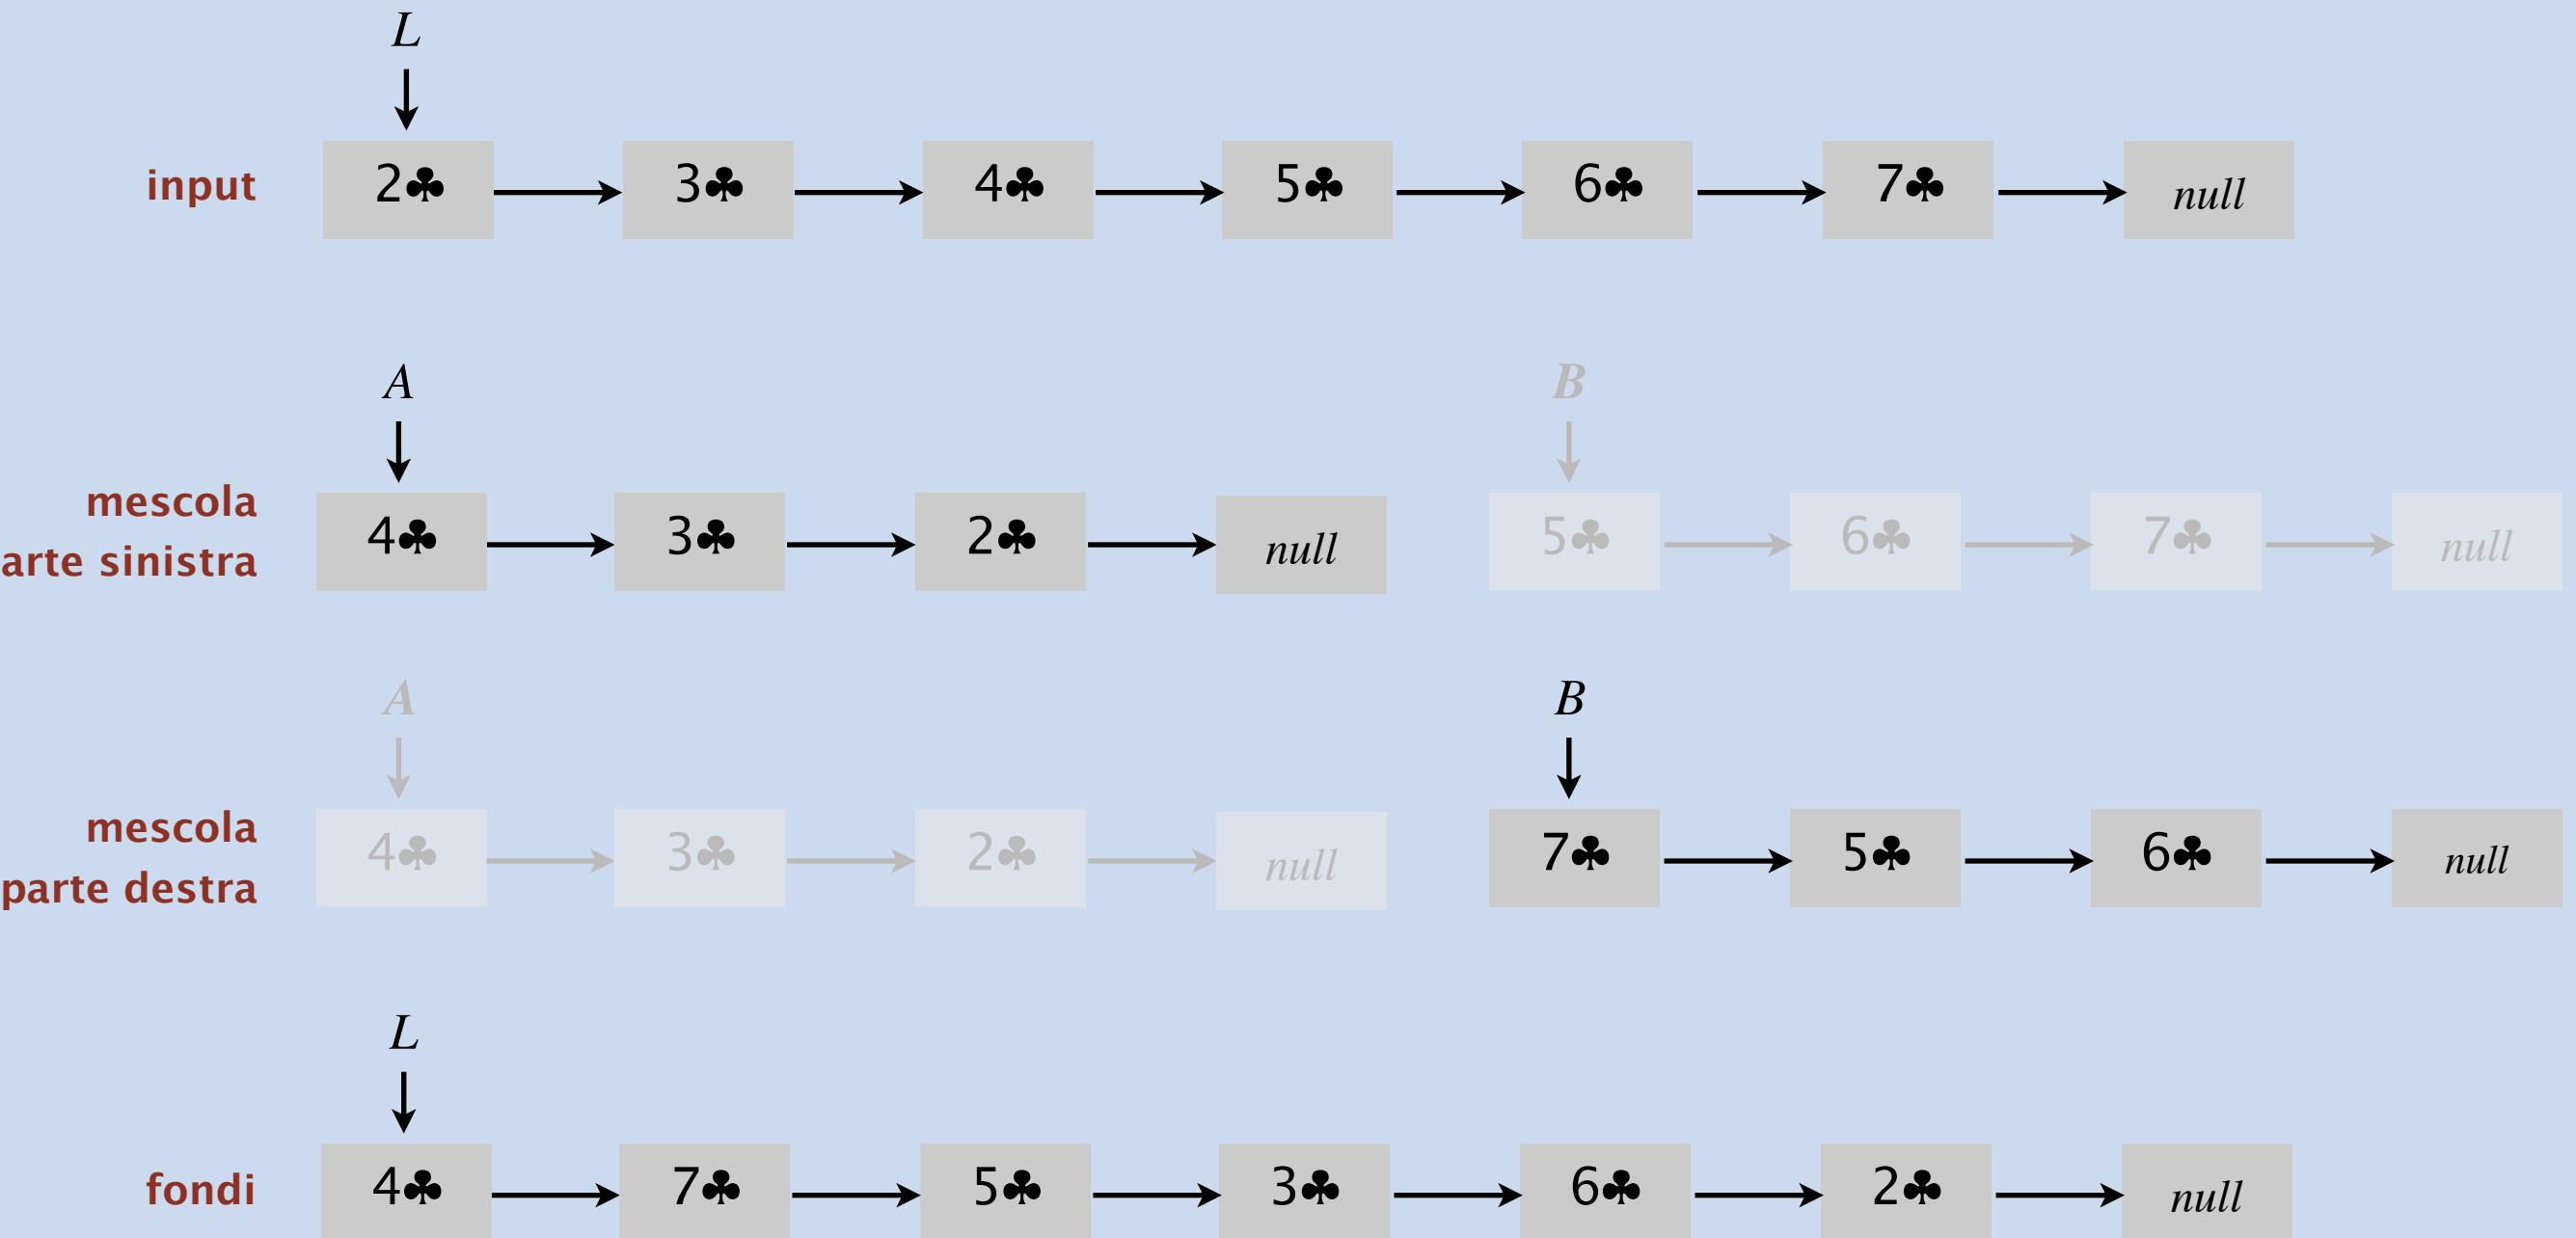 L
input 2♣ 3♣ 4♣ 5♣ 6♣ 7♣ null
A B
mescola
arte sinistra
4♣ 3♣ 2♣ null 5♣ 6♣ 7♣ null
A B
mescola
parte destra
4♣ 3♣ 2♣ null 7♣ 5♣ 6♣ null
L
fondi 4♣ 7♣ 5♣ 3♣ 6♣ 2♣ null